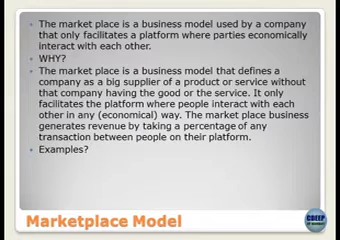 The market place is a business model used by a company
that only facilitates a platform where parties economically
interact with each other.
WHY?
The market place is a business model that defines a
company as a big supplier of a product or service without
that company having the good or the service. It only
facilitates the platform where people interact with each
other in any (economical) way. The market place business
generates revenue by taking a percentage of any
transaction between people on their platform.
Examples?
Marketplace Model
CDEEP
IIT BOMBAY